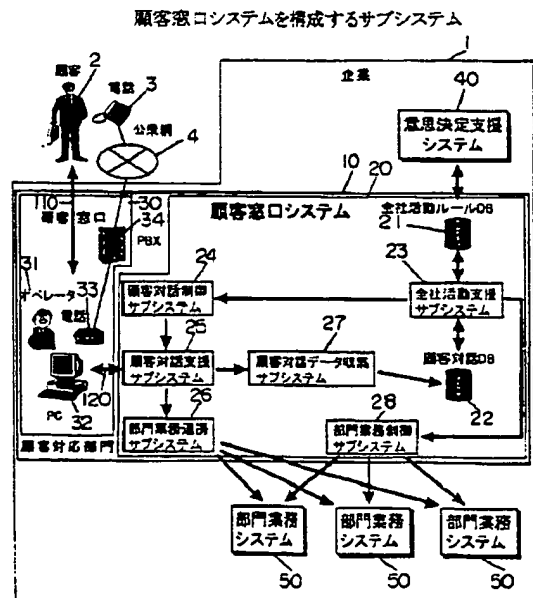 顧客窓口システムを構成するサブシステム
1
企業
2
顧客
電話
3
公衆網
4
40
意思決定支援
システム
10
20
110
30
34
顧客窓口
PBX
顧客窓口システム
全社活動ルールDB
21
23
31
オペレータ
33
電話
24
顧客対話制御
サブシステム
全社活動支援
サブシステム
25
27
顧客対話支援
サブシステム
顧客対話データ収集
サブシステム
顧客対話DB
22
120
PC
32
26
28
部門業務連携
サブシステム
部門業務制御
サブシステム
顧客対応部門
部門業務
システム
50
部門業務
システム
50
部門業務
システム
50